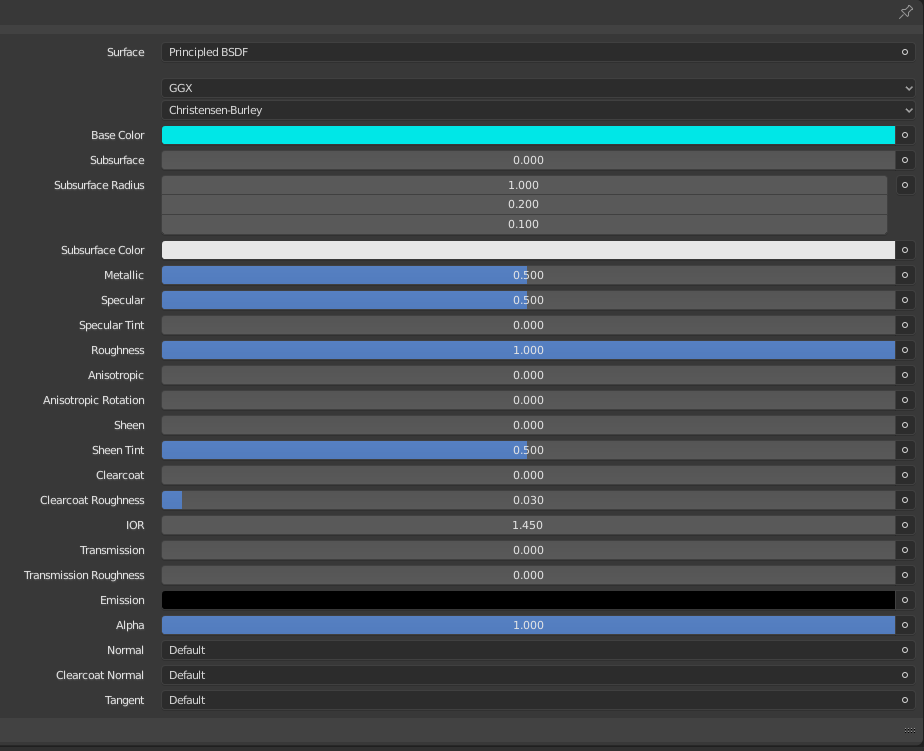 Surface Principled BSDF
GGX
Christensen-Burley
Base Color
Subsurface 0.000
Subsurface Radius 1.000
0.200
0.100
Subsurface Color
Metallic 0.500
Specular 0.500
Specular Tint 0.000
Roughness 1.000
Anisotropic 0.000
Anisotropic Rotation 0.000
Sheen 0.000
Sheen Tint 0.500
Clearcoat 0.000
Clearcoat Roughness 0.030
IOR 1.450
Transmission 0.000
Transmission Roughness 0.000
Emission
Alpha 1.000
Normal Default
Clearcoat Normal Default
Tangent Default